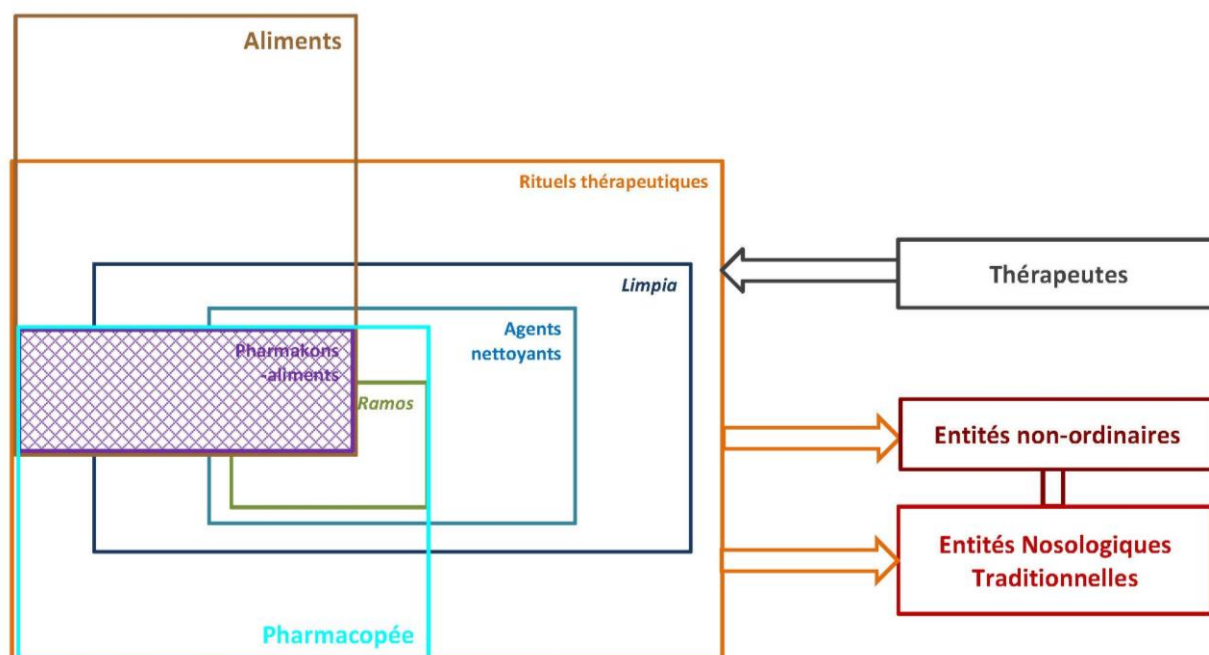 Aliments
Rituels thérapeutiques
Limpia
Agents
nettoyants
Pharmakons
-aliments
Ramos
Pharmacopée
Thérapeutes
Entités non-ordinaires
Entités Nosologiques
Traditionnelles